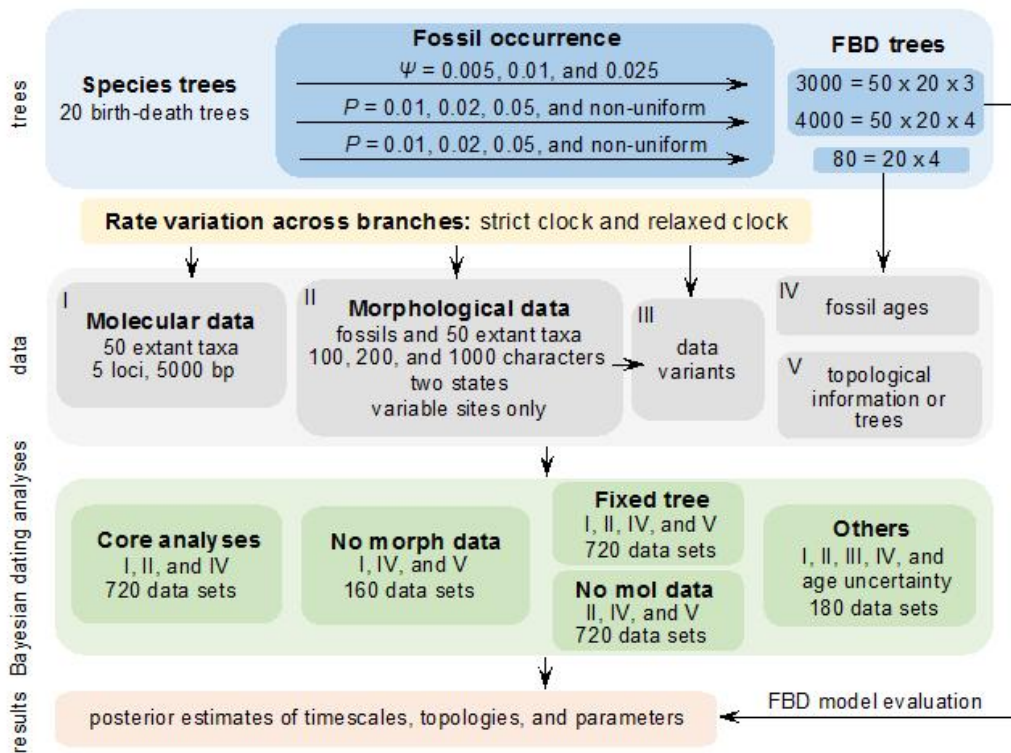 trees
Species trees
20 birth-death trees
Fossil occurrence
Ψ = 0.005, 0.01, and 0.025
P = 0.01, 0.02, 0.05, and non-uniform
P = 0.01, 0.02, 0.05, and non-uniform
FBD trees
3000 = 50 x 20 x 3
4000 = 50 x 20 x 4
80 = 20 x 4
Rate variation across branches: strict clock and relaxed clock
data
I
Molecular data
50 extant taxa
5 loci, 5000 bp
II
Morphological data
fossils and 50 extant taxa
100, 200, and 1000 characters
two states
variable sites only
III
data
variants
IV
fossil ages
V
topological
information or
trees
Bayesian dating analyses
Core analyses
I, II, and IV
720 data sets
No morph data
I, IV, and V
160 data sets
Fixed tree
I, II, IV, and V
720 data sets
No mol data
II, IV, and V
720 data sets
Others
I, II, III, IV, and
age uncertainty
180 data sets
results
posterior estimates of timescales, topologies, and parameters
FBD model evaluation